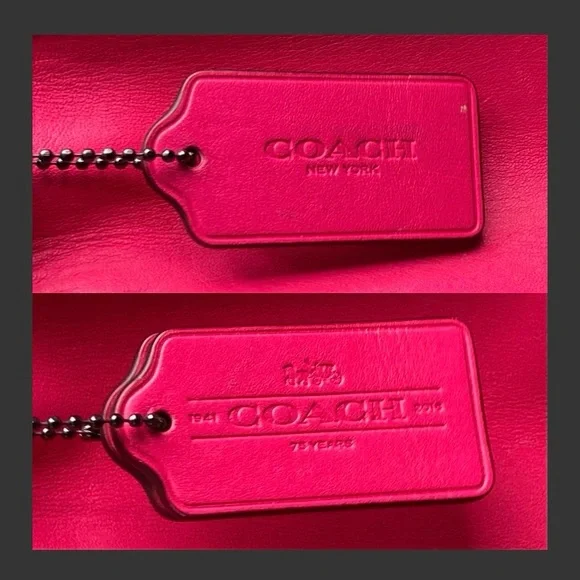 COACH
NEW YORK
1941 COACH 2016
75 YEARS